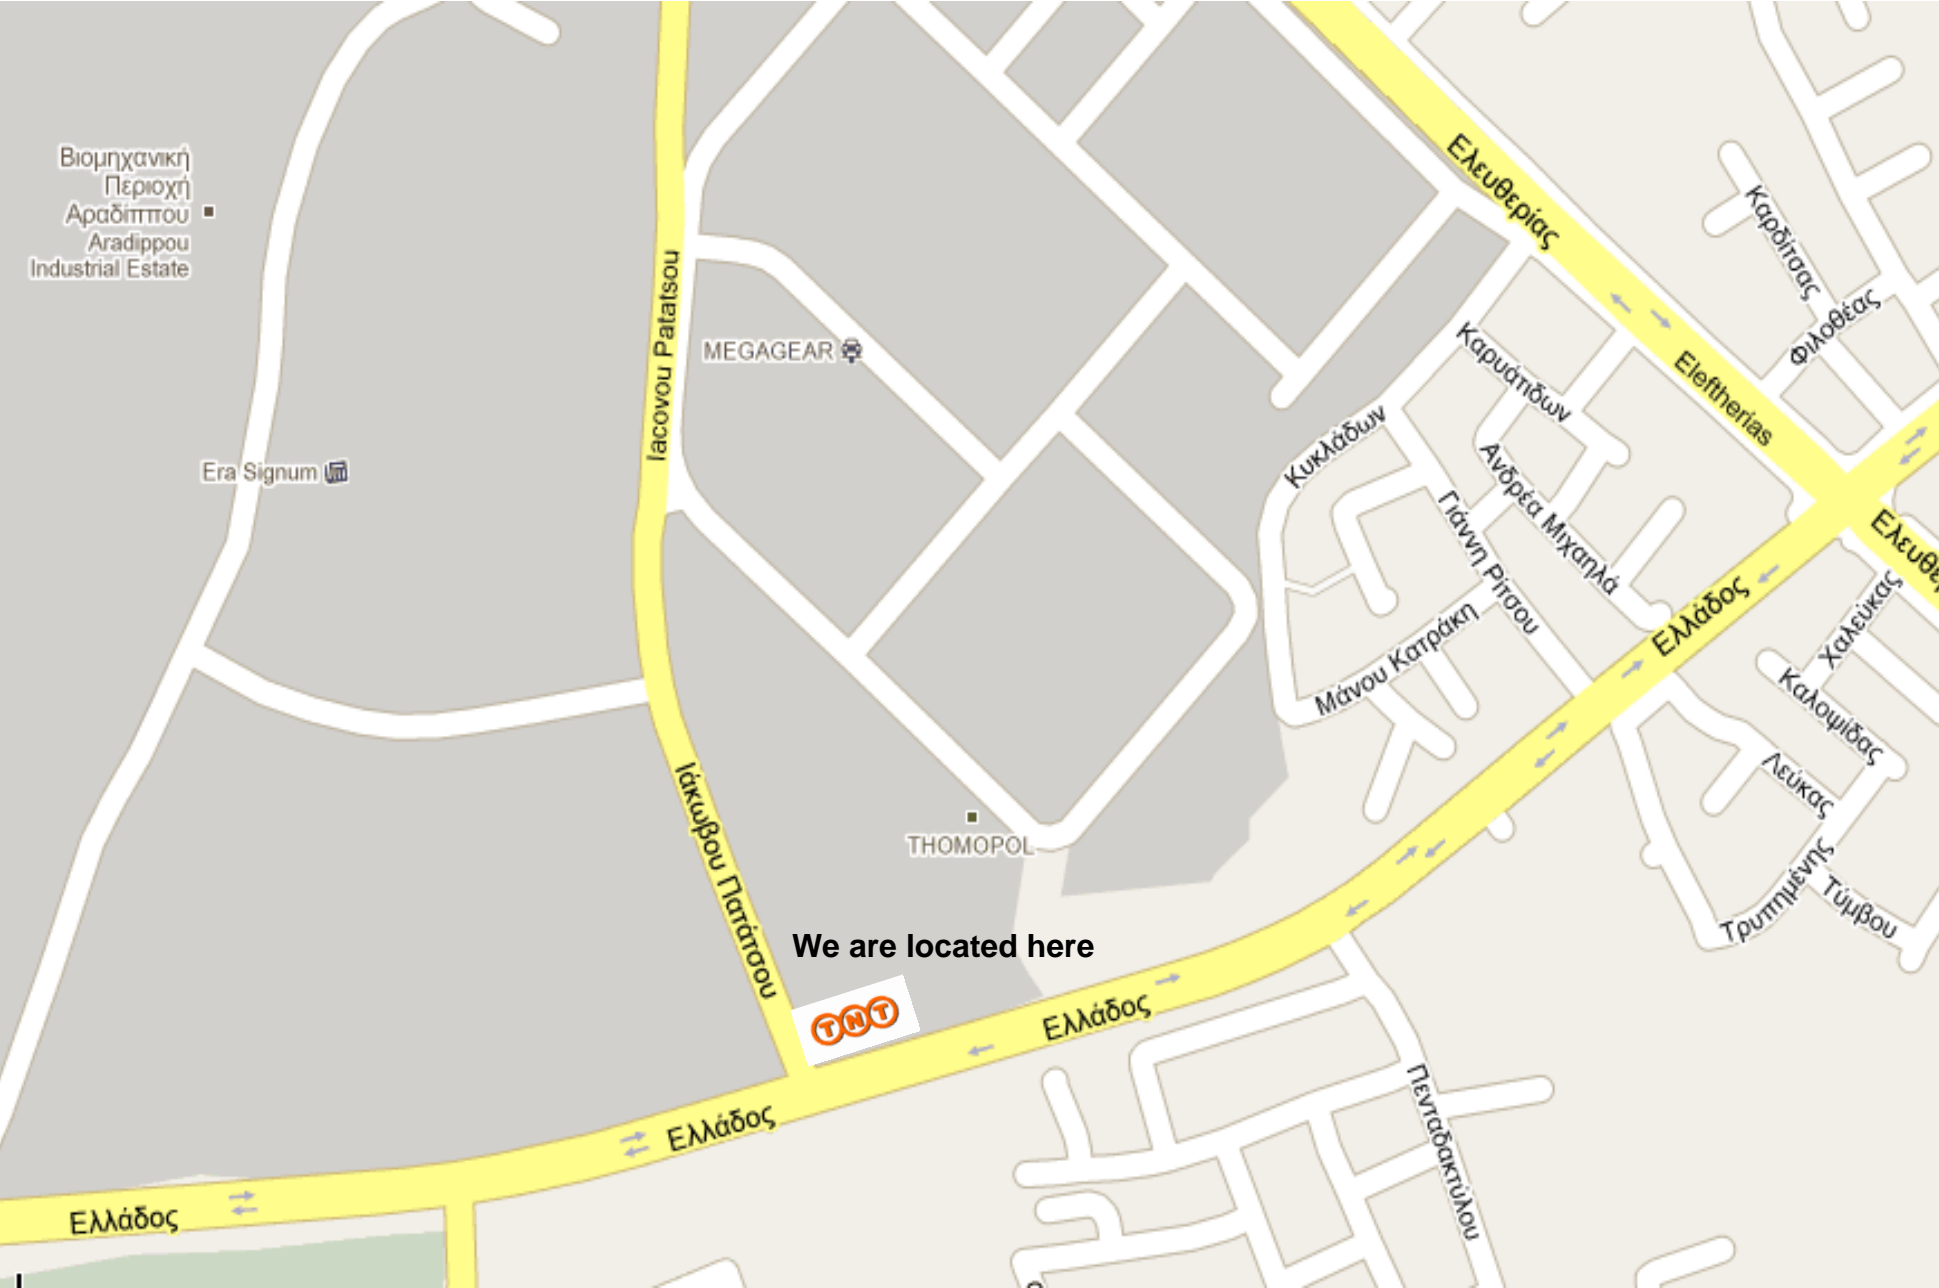 Βιομηχανική
Περιοχή
Αραδίππου
Aradippou
Industrial Estate
Ελευθερίας
Καρδίτσας
Φιλοθέας
Iacovou Patatsou
MEGAGEAR
Eleftherias
Καρυάτιδων
Κυκλάδων
Era Signum
Ανδρέα Μιχαηλά
Γιάννη Ρίτσου
Ελλάδος
Χαλεύκας
Μάνου Κατράκη
Καλοψίδας
Λεύκας
Ιάκωβου Πατάτσου
THOMOPOL
Τρυπημένης
Τύμβου
We are located here
TNT
Ελλάδος
Πενταδακτύλου
Ελλάδος
Ελλάδος